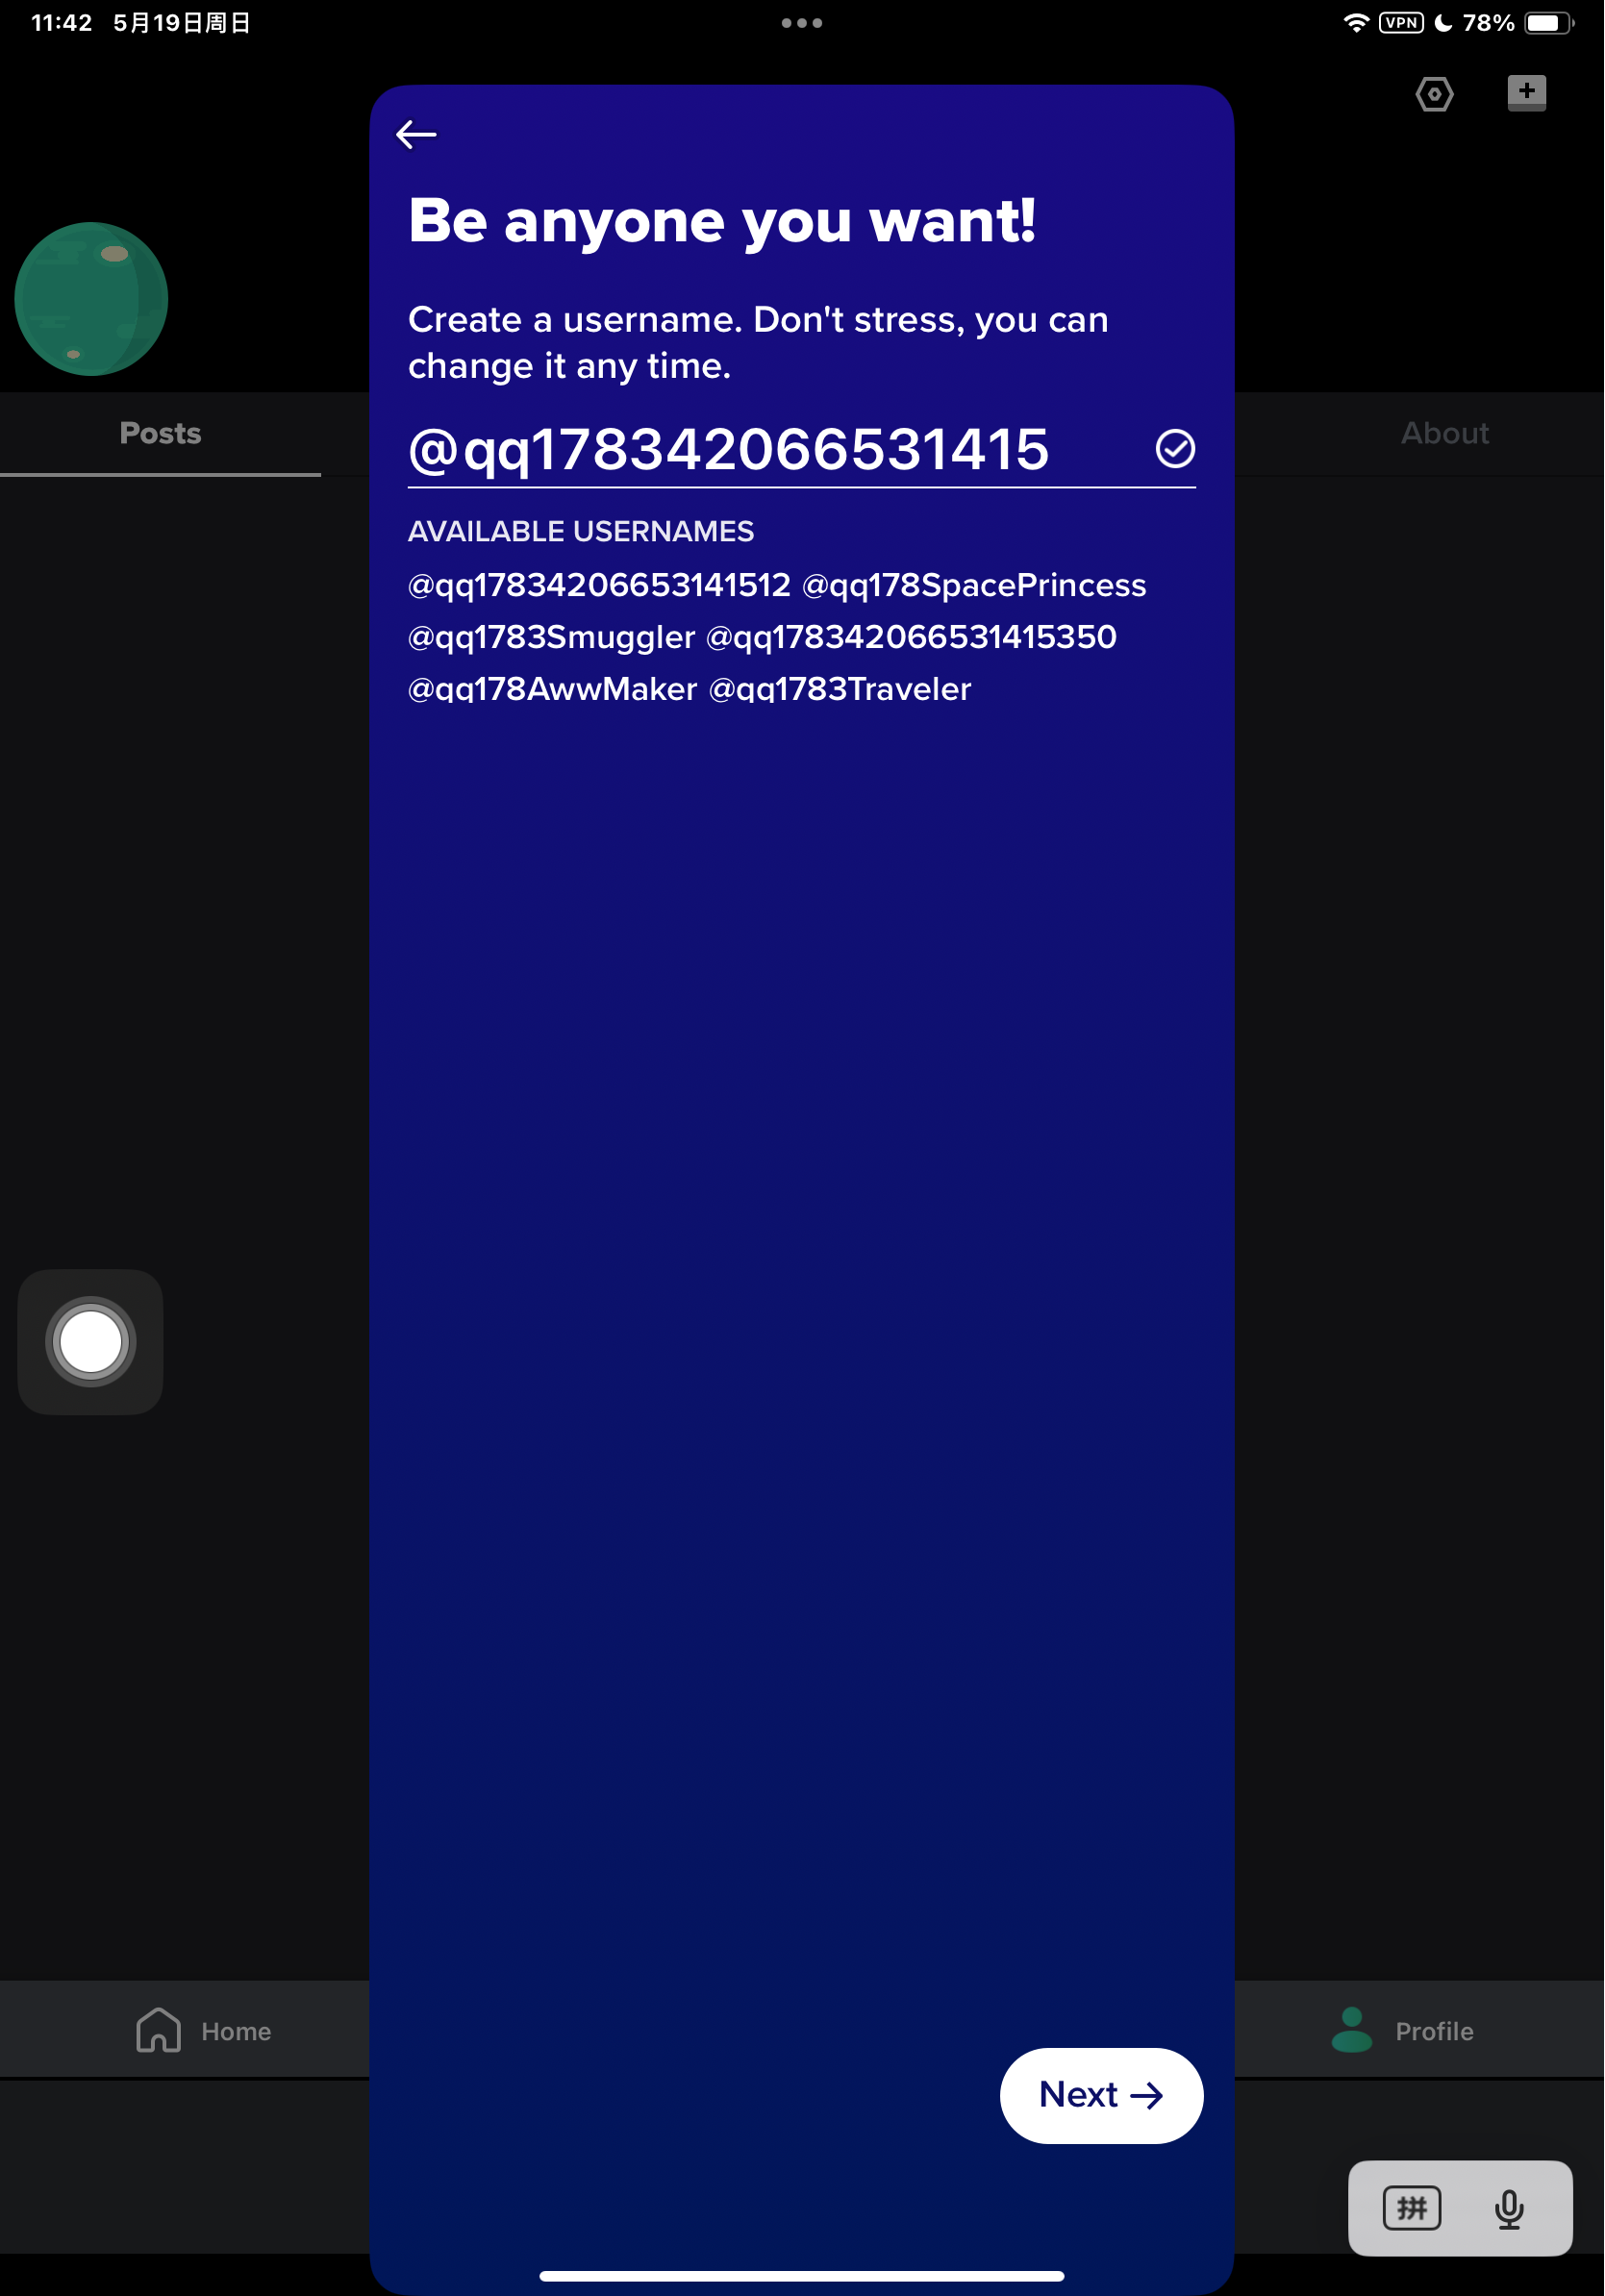 11:42 5月19日周日
VPN 78%
Be anyone you want!
Create a username. Don't stress, you can
change it any time.
Posts
About
@qq178342066531415
AVAILABLE USERNAMES
@qq17834206653141512 @qq178SpacePrincess
@qq1783Smuggler @qq178342066531415350
@qq178AwwMaker @qq1783Traveler
Home
Profile
Next
拼